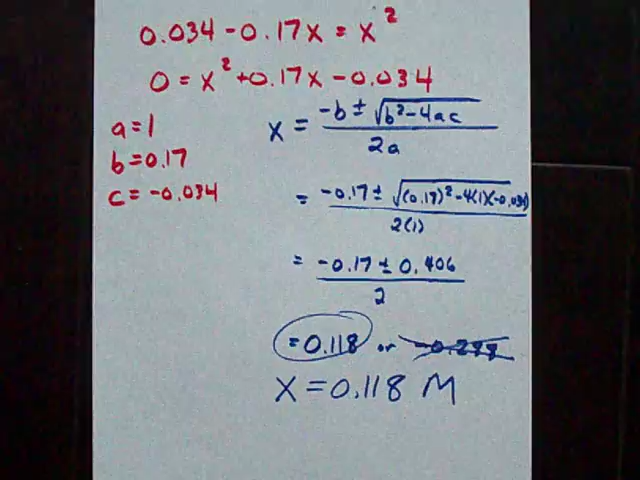 0.034 - 0.17x = x²
0 = x² + 0.17x - 0.034
a = 1
b = 0.17
c = -0.034
x = (-b ± √(b² - 4ac)) / 2a
= (-0.17 ± √((0.17)² - 4(1)(-0.034))) / 2(1)
= (-0.17 ± 0.406) / 2
= 0.118 or -0.288
x = 0.118 M